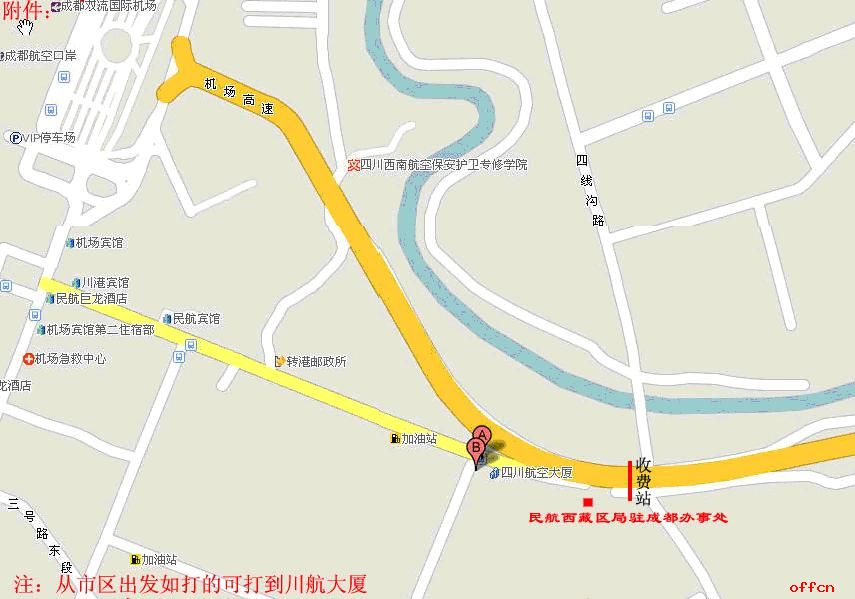 附件：
成都双流国际机场
成都航空口岸
机场高速
VIP停车场
四川西南航空保安护卫专修学院
四线沟路
机场宾馆
川港宾馆
民航巨龙酒店
民航宾馆
机场宾馆第二住宿部
机场急救中心
转港邮政所
龙酒店
加油站
A
B
四川航空大厦
收费站
民航西藏区局驻成都办事处
三号路东段
加油站
注：从市区出发如打的可打到川航大厦
offcn